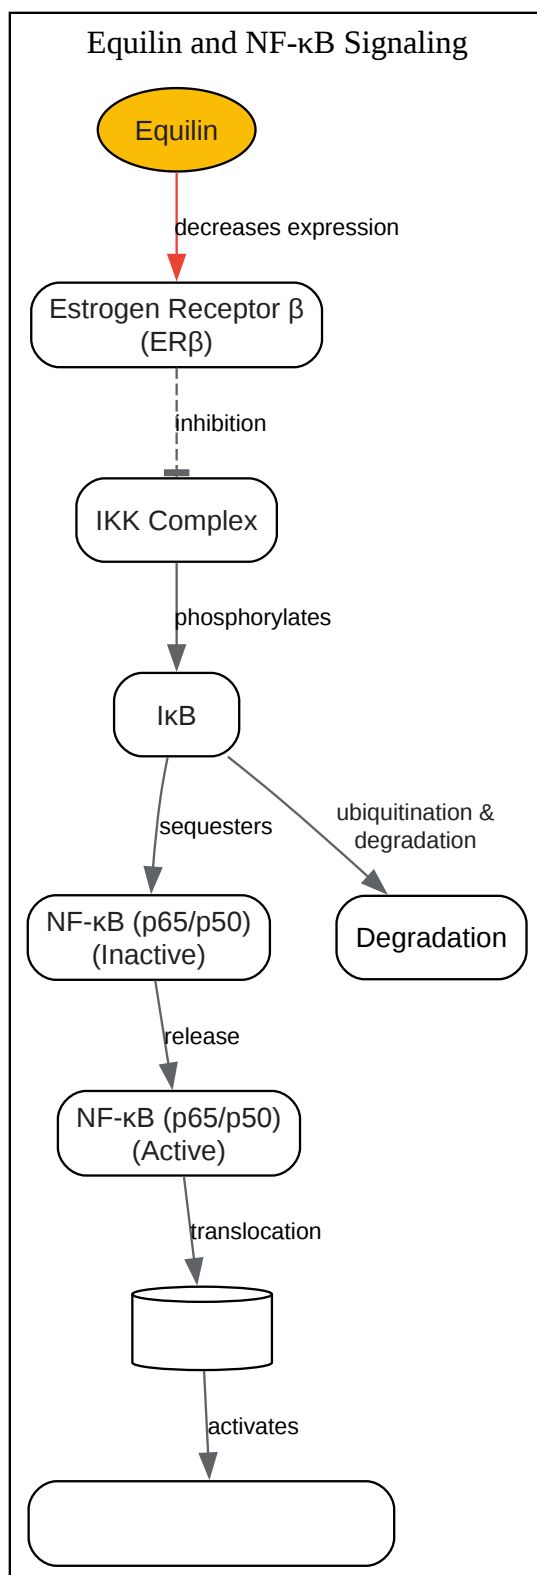 Equilin and NF-κB Signaling
Equilin
decreases expression
Estrogen Receptor β
(ERβ)
inhibition
IKK Complex
phosphorylates
IκB
sequesters
ubiquitination &
degradation
NF-κB (p65/p50)
(Inactive)
Degradation
release
NF-κB (p65/p50)
(Active)
translocation
activates